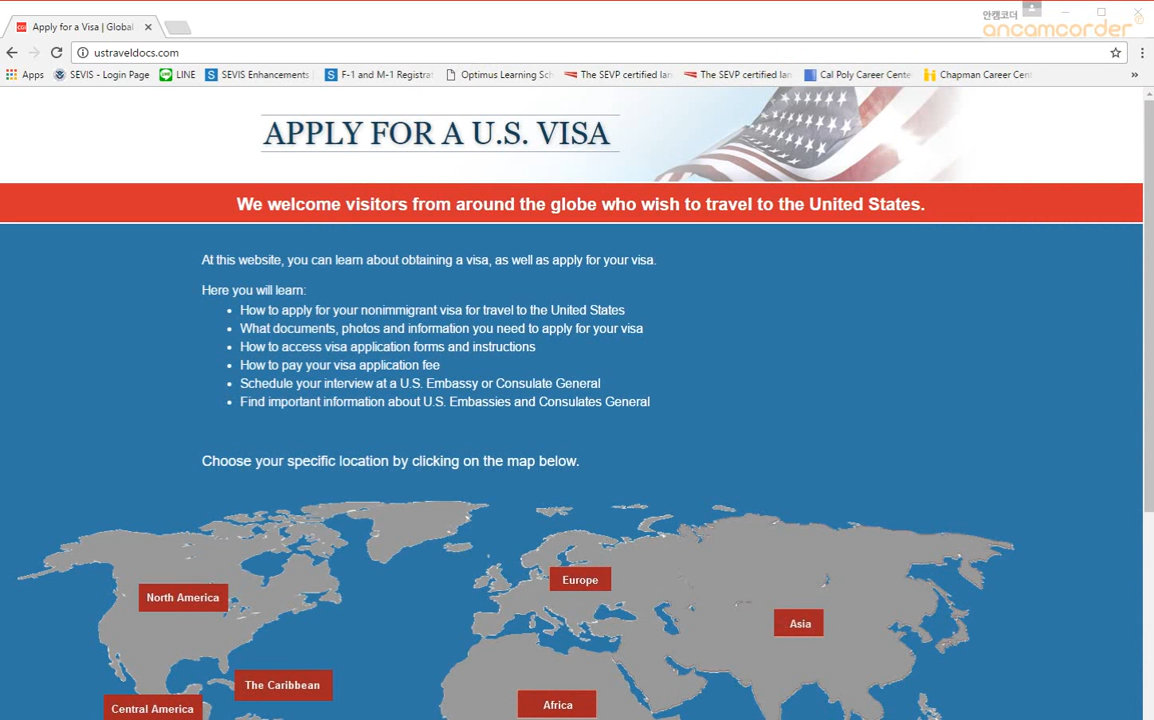 Apply for a Visa | Global
안캠코더
ancamcorder
ustraveldocs.com
Apps
SEVIS - Login Page
LINE
SEVIS Enhancements
F-1 and M-1 Registrat
Optimus Learning Sch
The SEVP certified lan
The SEVP certified lan
Cal Poly Career Cente
Chapman Career Cent
APPLY FOR A U.S. VISA
We welcome visitors from around the globe who wish to travel to the United States.
At this website, you can learn about obtaining a visa, as well as apply for your visa.
Here you will learn:
• How to apply for your nonimmigrant visa for travel to the United States
• What documents, photos and information you need to apply for your visa
• How to access visa application forms and instructions
• How to pay your visa application fee
• Schedule your interview at a U.S. Embassy or Consulate General
• Find important information about U.S. Embassies and Consulates General
Choose your specific location by clicking on the map below.
Europe
North America
Asia
The Caribbean
Central America
Africa